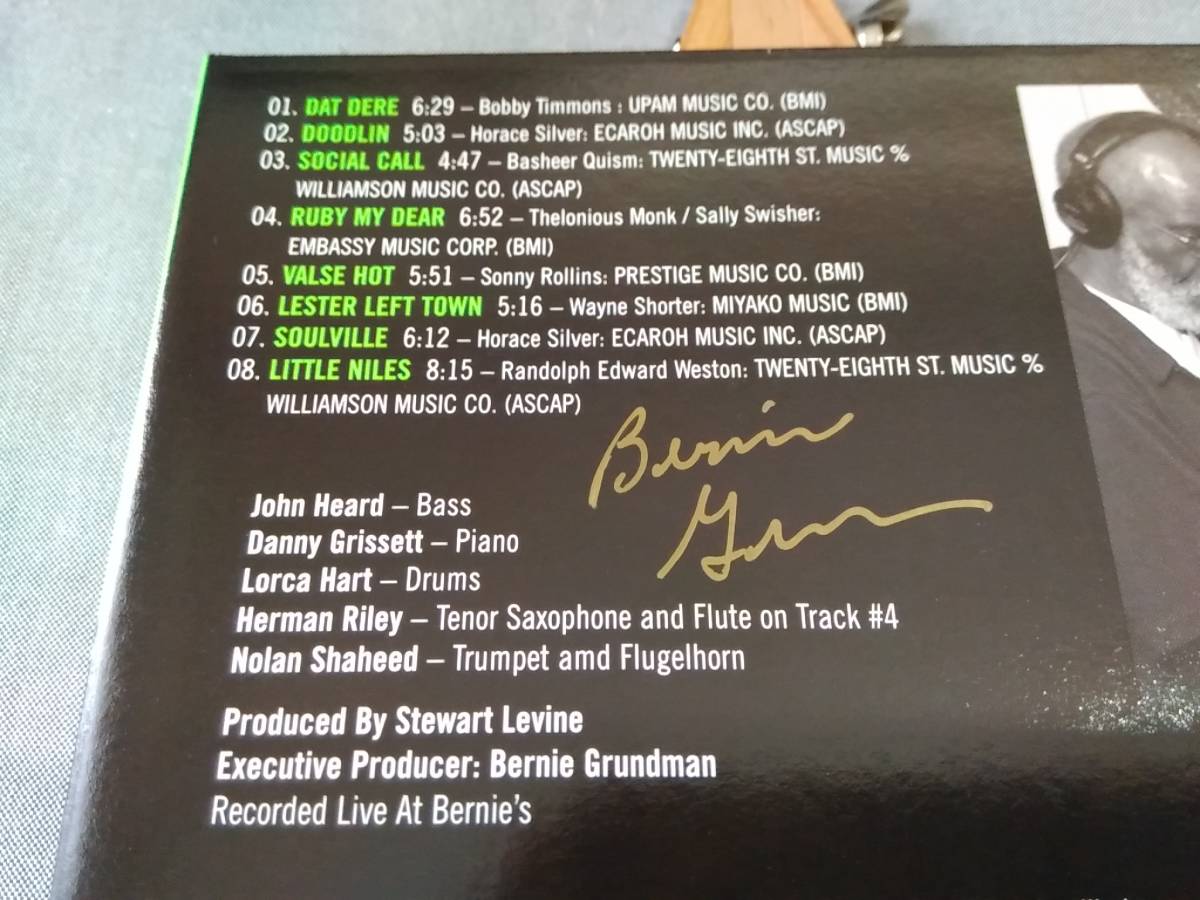 01. DAT DERE 6:29 – Bobby Timmons : UPAM MUSIC CO. (BMI)
02. DOODLIN 5:03 – Horace Silver: ECAROH MUSIC INC. (ASCAP)
03. SOCIAL CALL 4:47 – Basheer Quism: TWENTY-EIGHTH ST. MUSIC %
WILLIAMSON MUSIC CO. (ASCAP)
04. RUBY MY DEAR 6:52 – Thelonious Monk / Sally Swisher:
EMBASSY MUSIC CORP. (BMI)
05. VALSE HOT 5:51 – Sonny Rollins: PRESTIGE MUSIC CO. (BMI)
06. LESTER LEFT TOWN 5:16 – Wayne Shorter: MIYAKO MUSIC (BMI)
07. SOULVILLE 6:12 – Horace Silver: ECAROH MUSIC INC. (ASCAP)
08. LITTLE NILES 8:15 – Randolph Edward Weston: TWENTY-EIGHTH ST. MUSIC %
WILLIAMSON MUSIC CO. (ASCAP)
Bernie
John Heard – Bass
Danny Grissett – Piano
Lorca Hart – Drums
Herman Riley – Tenor Saxophone and Flute on Track #4
Nolan Shaheed – Trumpet amd Flugelhorn
Produced By Stewart Levine
Executive Producer: Bernie Grundman
Recorded Live At Bernie's